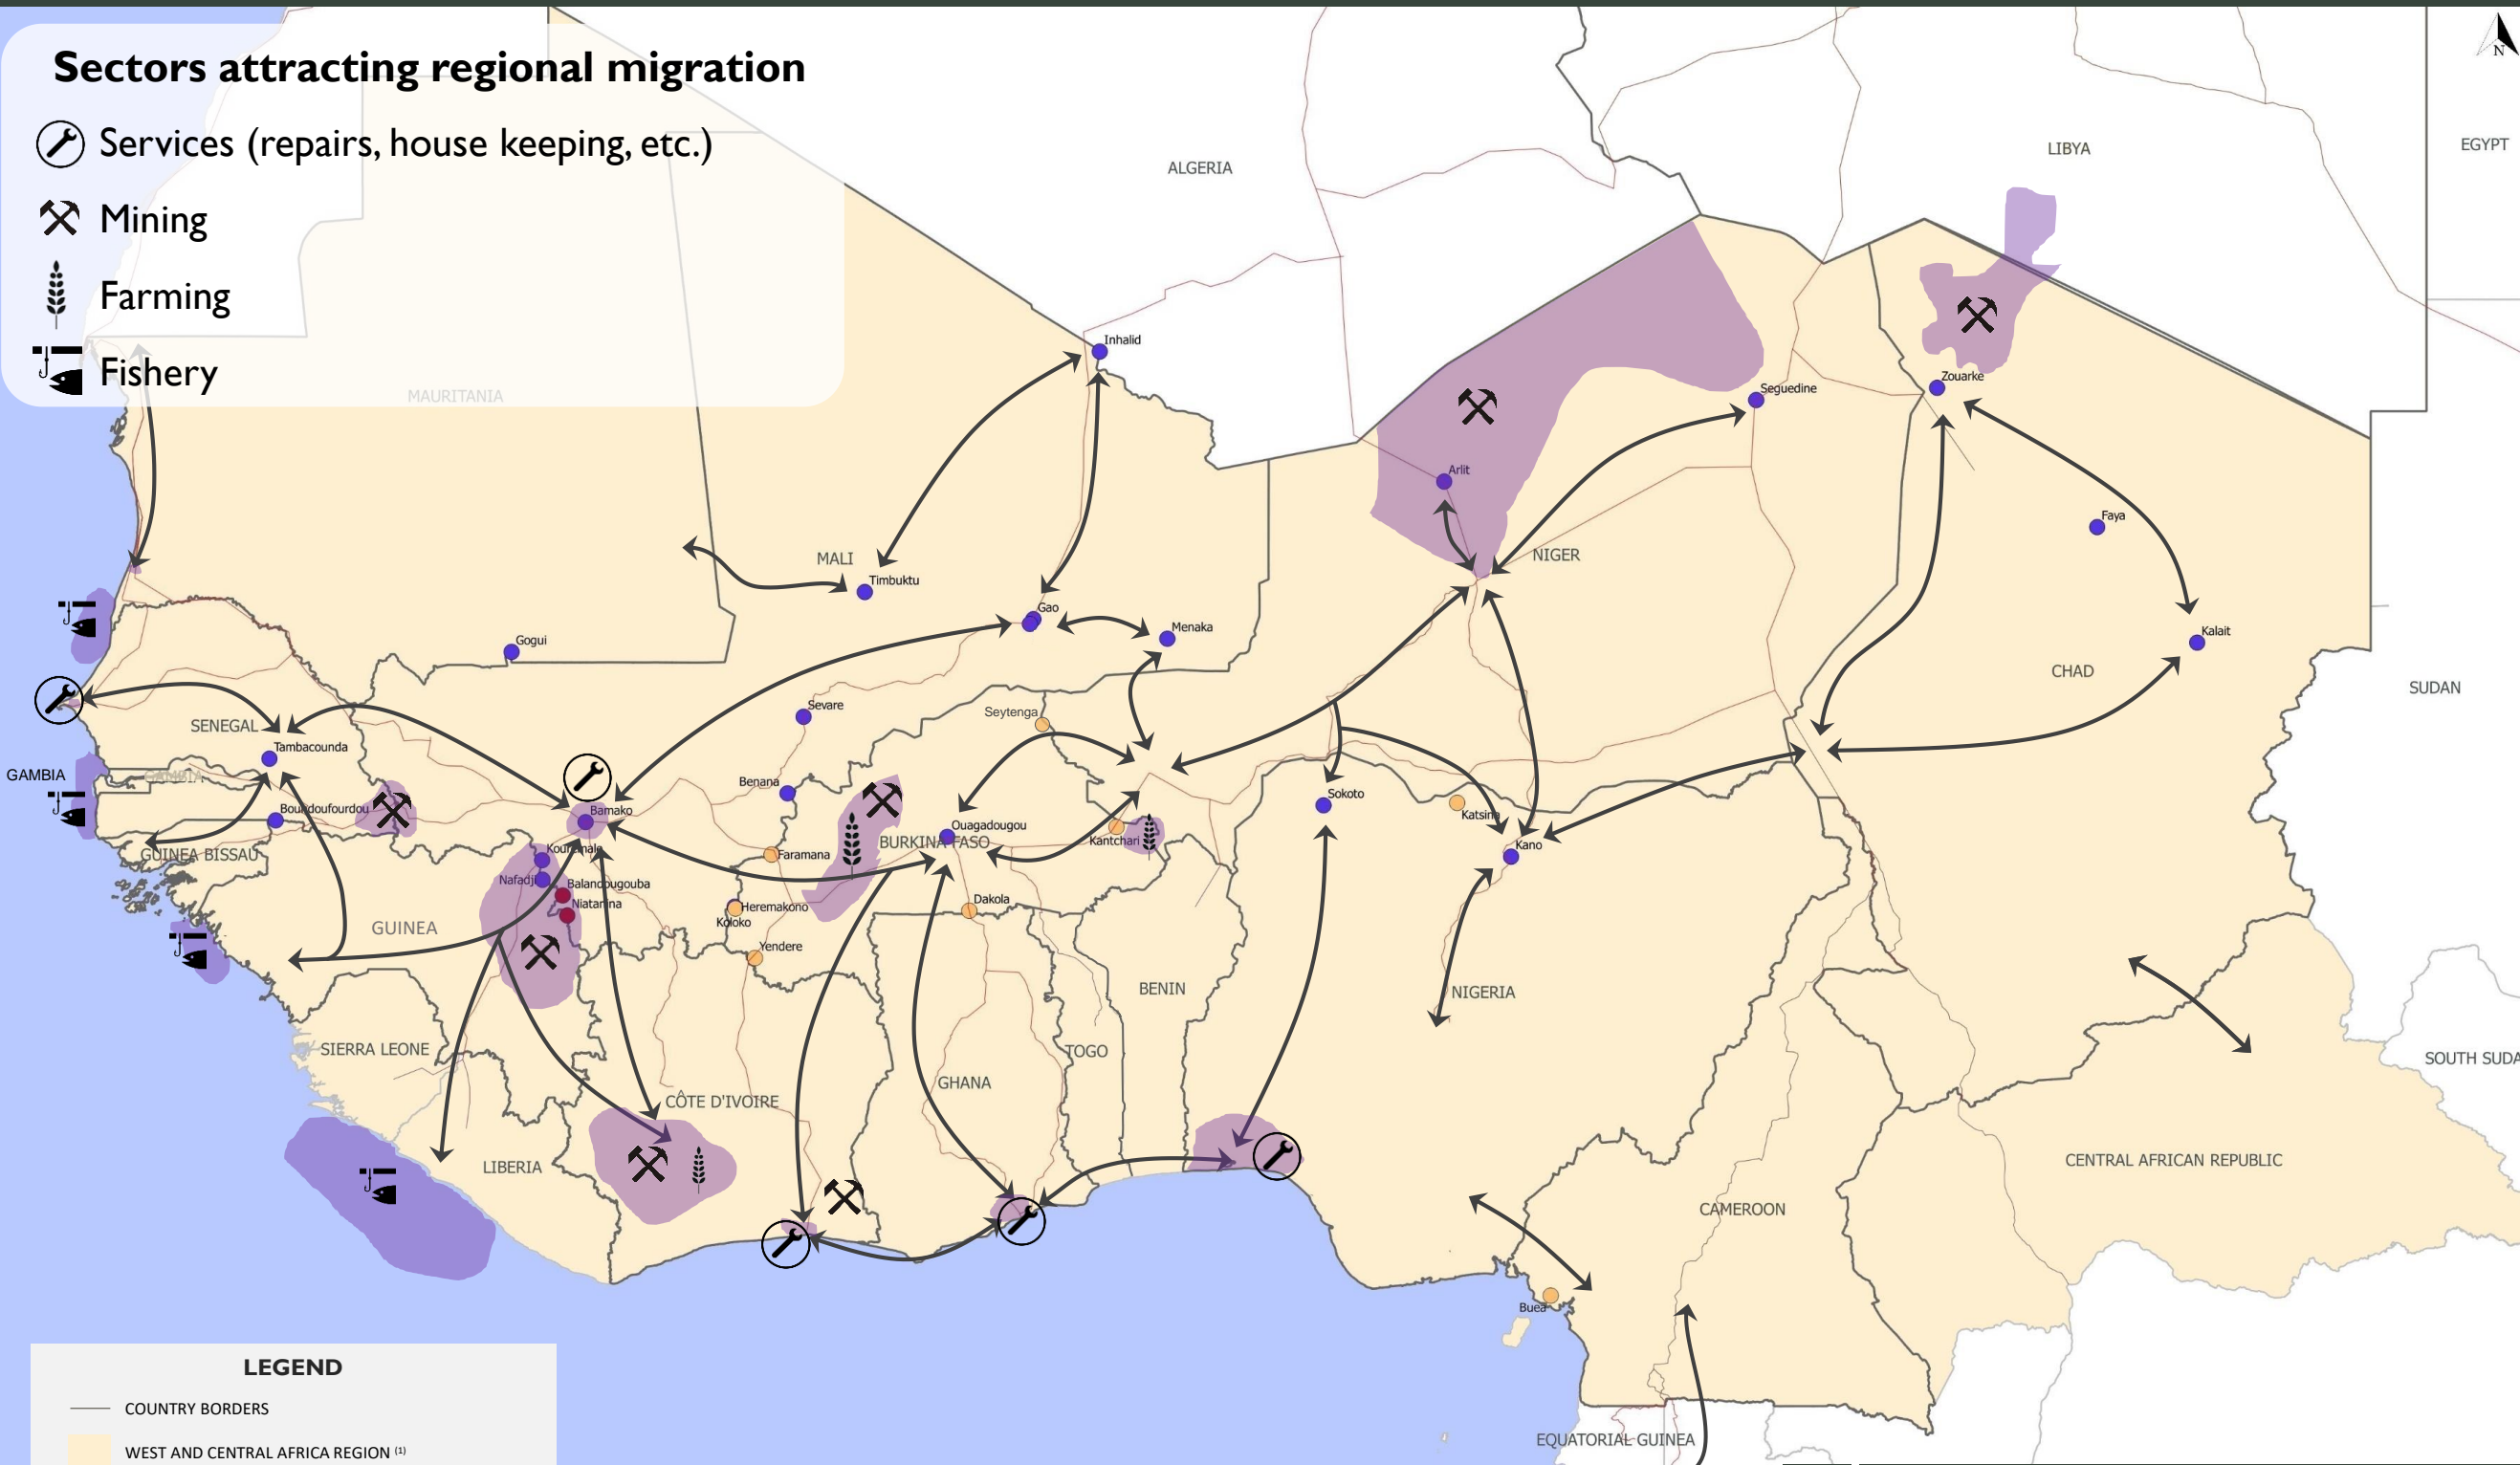 Sectors attracting regional migration
Services (repairs, house keeping, etc.)
Mining
Farming
Fishery
N
ALGERIA
LIBYA
EGYPT
MAURITANIA
Inhalid
Seguedine
Zouarke
Arlit
Faya
MALI
NIGER
Timbuktu
Gao
Menaka
Kalait
Gogui
CHAD
SUDAN
Sevare
Seytenga
SENEGAL
Tambacounda
GAMBIA
GAMBIA
Benana
Sokoto
Katsina
Boundoufourdou
Bamako
Ouagadougou
BURKINA FASO
Kantchari
Kano
GUINEA BISSAU
Kourémalé
Faramana
Nafadji
Balandougouba
Niatanina
Heremakono
Koloko
Dakola
GUINEA
Yendere
BENIN
NIGERIA
SIERRA LEONE
TOGO
SOUTH SUDA
GHANA
CÔTE D'IVOIRE
LIBERIA
CENTRAL AFRICAN REPUBLIC
CAMEROON
Buea
EQUATORIAL GUINEA
LEGEND
COUNTRY BORDERS
WEST AND CENTRAL AFRICA REGION (1)